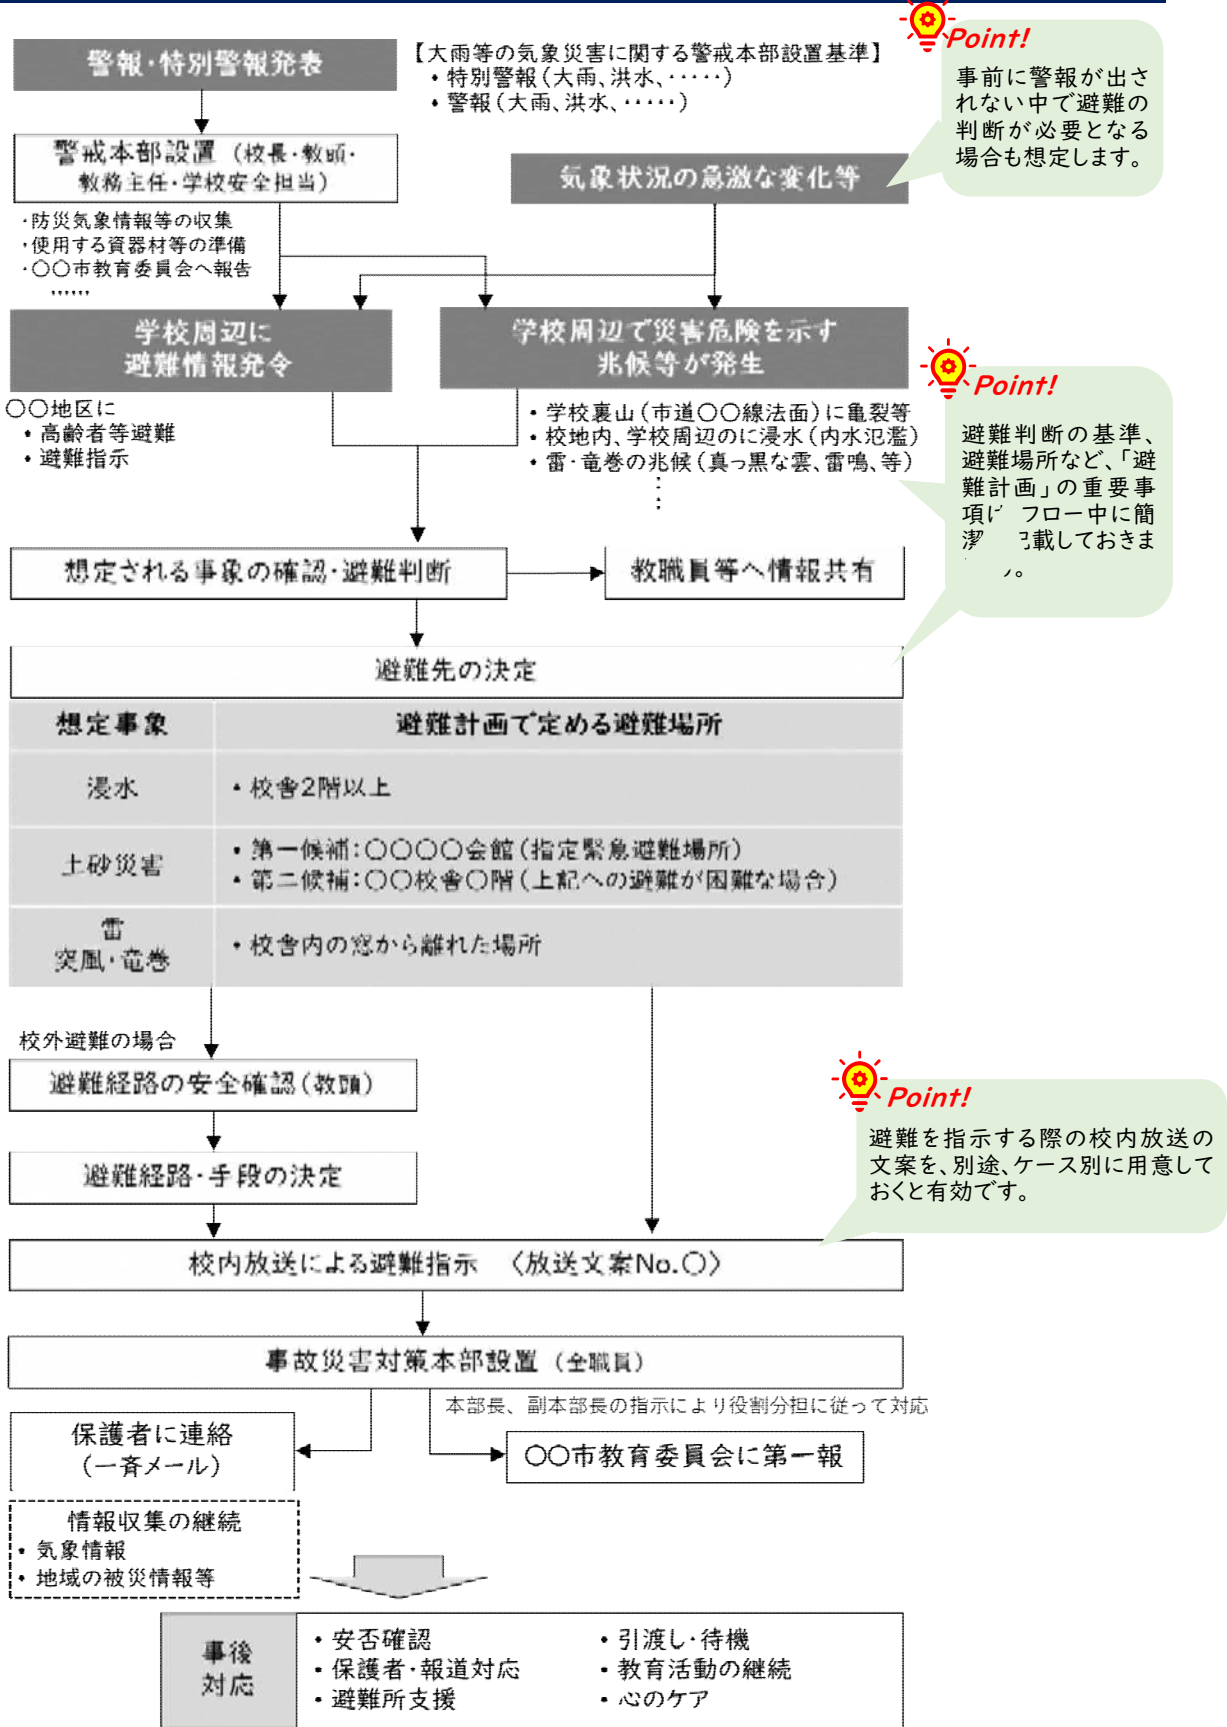 警報・特別警報発表
【大雨等の気象災害に関する警戒本部設置基準】
• 特別警報（大雨、洪水、・・・・・）
• 警報（大雨、洪水、・・・・・）
Point!
事前に警報が出さ
れない中で避難の
判断が必要となる
場合も想定します。
警戒本部設置（校長・教頭・
教務主任・学校安全担当）
・防災気象情報等の収集
・使用する資器材等の準備
・〇〇市教育委員会へ報告
……
気象状況の急激な変化等
学校周辺に
避難情報発令
学校周辺で災害危険を示す
兆候等が発生
〇〇地区に
• 高齢者等避難
• 避難指示
• 学校裏山（市道〇〇線法面）に亀裂等
• 校地内、学校周辺のに浸水（内水氾濫）
• 雷・竜巻の兆候（真っ黒な雲、雷鳴、等）
Point!
避難判断の基準、
避難場所など、「避
難計画」の重要事
項 フロー中に簡
潔 記載しておきま
。
想定される事象の確認・避難判断
教職員等へ情報共有
避難先の決定
想定事象
避難計画で定める避難場所
浸水
• 校舎2階以上
土砂災害
• 第一候補：〇〇〇〇会館（指定緊急避難場所）
• 第二候補：〇〇校舎〇階（上記への避難が困難な場合）
雷
突風・竜巻
• 校舎内の窓から離れた場所
校外避難の場合
避難経路の安全確認（教頭）
避難経路・手段の決定
Point!
避難を指示する際の校内放送の
文案を、別途、ケース別に用意して
おくと有効です。
校内放送による避難指示 〈放送文案No.〇〉
事故災害対策本部設置（全職員）
本部長、副本部長の指示により役割分担に従って対応
保護者に連絡
（一斉メール）
〇〇市教育委員会に第一報
情報収集の継続
• 気象情報
• 地域の被災情報等
事後
対応
• 安否確認
• 保護者・報道対応
• 避難所支援
• 引渡し・待機
• 教育活動の継続
• 心のケア